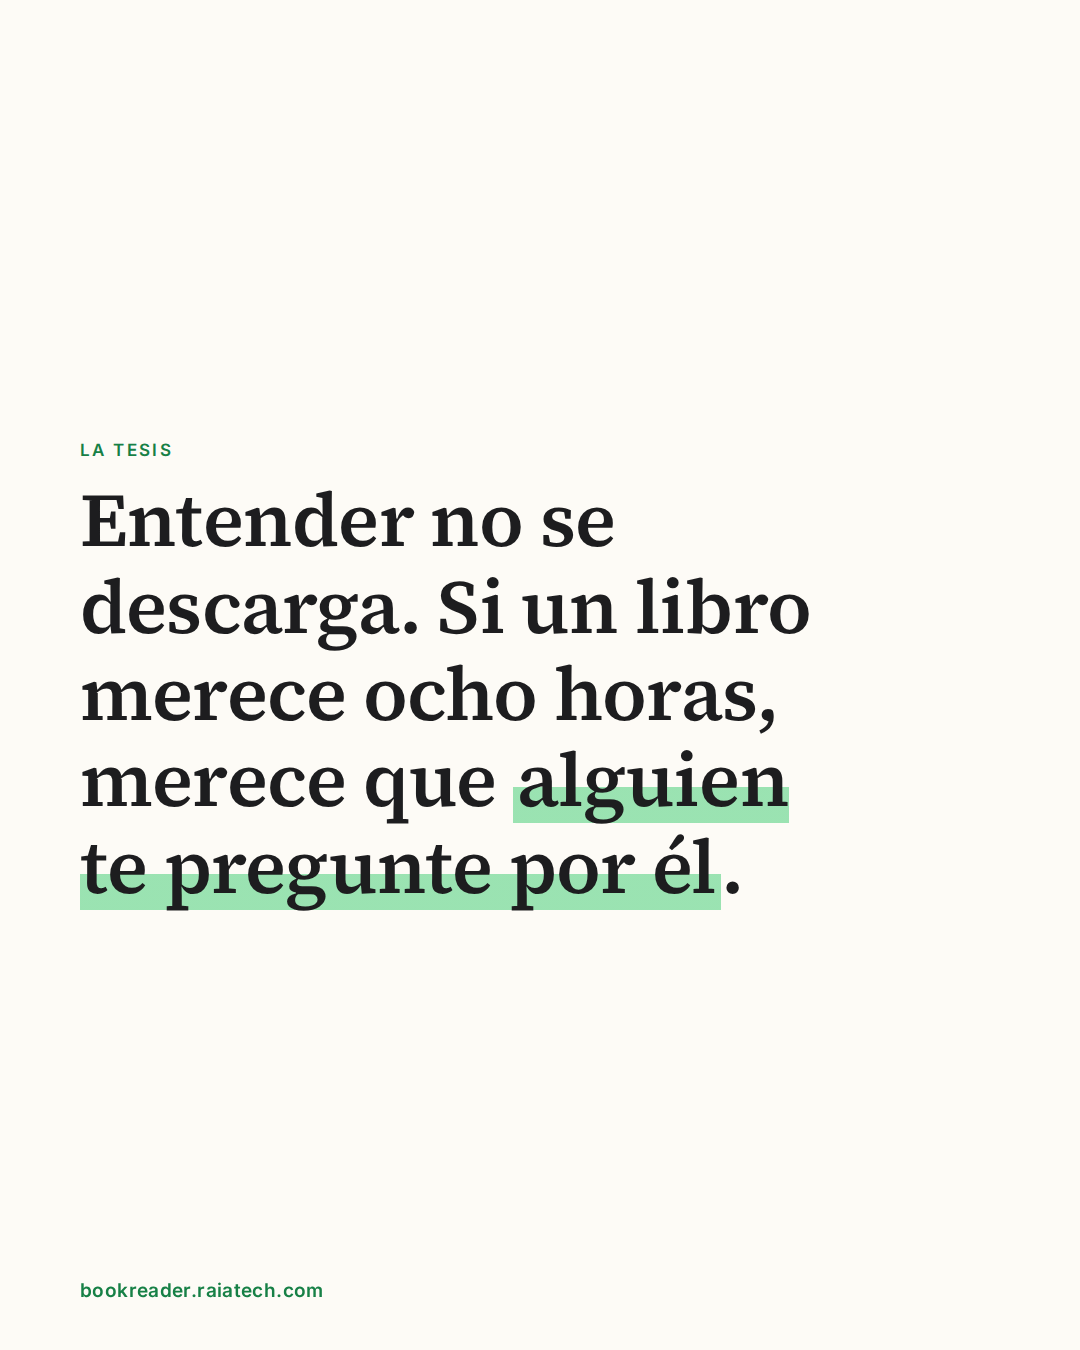 LA TESIS
Entender no se
descarga. Si un libro
merece ocho horas,
merece que alguien
te pregunte por él.
bookreader.raiatech.com